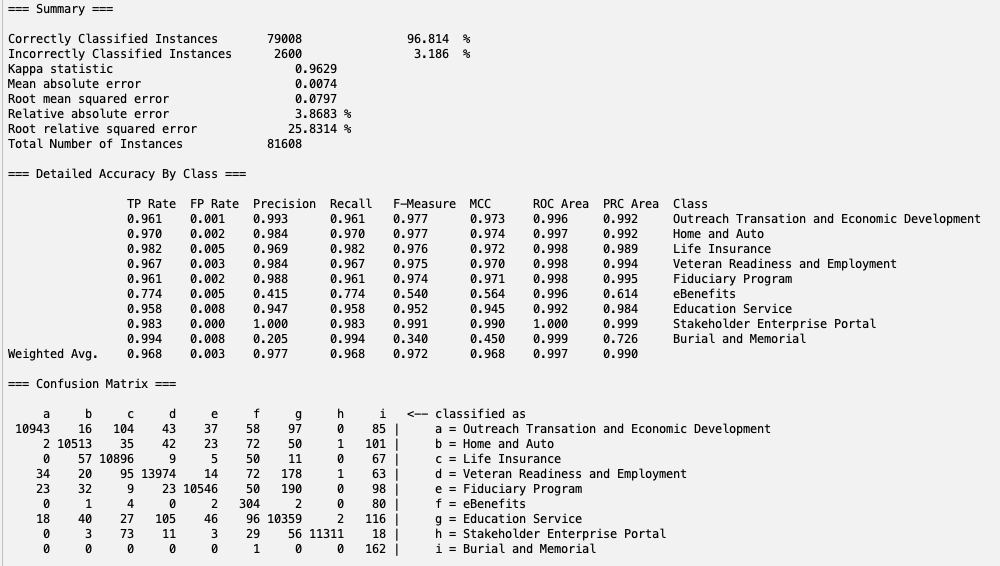 === Summary ===
Correctly Classified Instances 79008 96.814 %
Incorrectly Classified Instances 2600 3.186 %
Kappa statistic 0.9629
Mean absolute error 0.0074
Root mean squared error 0.0797
Relative absolute error 3.8683 %
Root relative squared error 25.8314 %
Total Number of Instances 81608
=== Detailed Accuracy By Class ===
TP Rate FP Rate Precision Recall F-Measure MCC ROC Area PRC Area Class
0.961 0.001 0.993 0.961 0.977 0.973 0.996 0.992 Outreach Transation and Economic Development
0.970 0.002 0.984 0.970 0.977 0.974 0.997 0.992 Home and Auto
0.982 0.005 0.969 0.982 0.976 0.972 0.998 0.989 Life Insurance
0.967 0.003 0.984 0.967 0.975 0.970 0.998 0.994 Veteran Readiness and Employment
0.961 0.002 0.988 0.961 0.974 0.971 0.998 0.995 Fiduciary Program
0.774 0.005 0.415 0.774 0.540 0.564 0.996 0.614 eBenefits
0.958 0.008 0.947 0.958 0.952 0.945 0.992 0.984 Education Service
0.983 0.000 1.000 0.983 0.991 0.990 1.000 0.999 Stakeholder Enterprise Portal
0.994 0.008 0.205 0.994 0.340 0.450 0.999 0.726 Burial and Memorial
Weighted Avg. 0.968 0.003 0.977 0.968 0.972 0.968 0.997 0.990
=== Confusion Matrix ===
a b c d e f g h i <-- classified as
10943 16 104 43 37 58 97 0 85 | a = Outreach Transation and Economic Development
2 10513 35 42 23 72 50 1 101 | b = Home and Auto
0 57 10896 9 5 50 11 0 67 | c = Life Insurance
34 20 95 13974 14 72 178 1 63 | d = Veteran Readiness and Employment
23 32 9 23 10546 50 190 0 98 | e = Fiduciary Program
0 1 4 0 2 304 2 0 80 | f = eBenefits
18 40 27 105 46 96 10359 2 116 | g = Education Service
0 3 73 11 3 29 56 11311 18 | h = Stakeholder Enterprise Portal
0 0 0 0 0 1 0 0 162 | i = Burial and Memorial